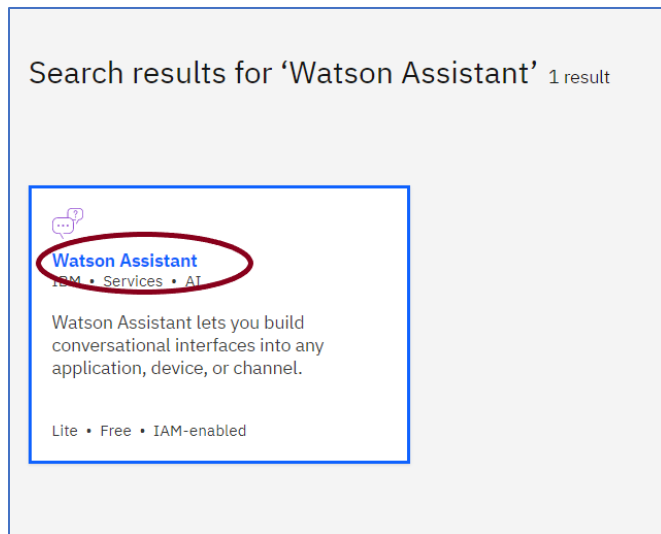 Search results for ‘Watson Assistant’ 1 result
?
Watson Assistant
IBM • Services • AI
Watson Assistant lets you build
conversational interfaces into any
application, device, or channel.
Lite • Free • IAM-enabled